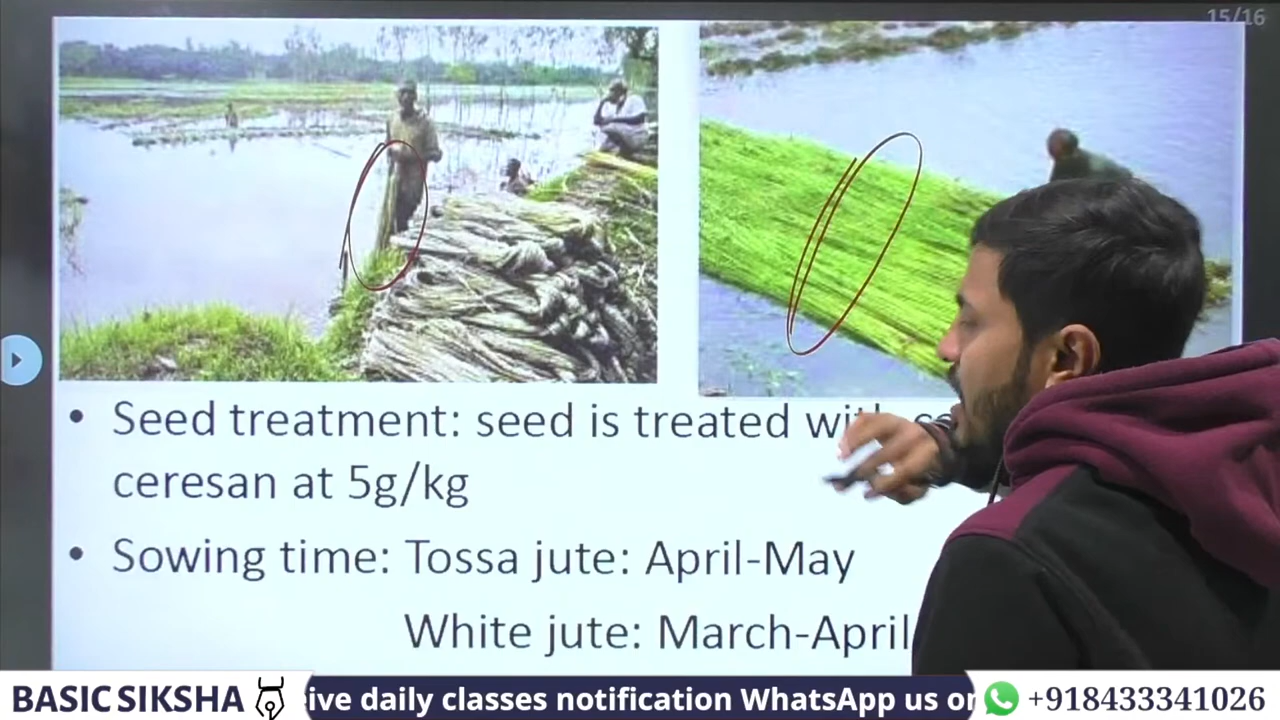 15/16
• Seed treatment: seed is treated with
ceresan at 5g/kg
• Sowing time: Tossa jute: April-May
White jute: March-April
BASIC SIKSHA
ive daily classes notification WhatsApp us on
+918433341026